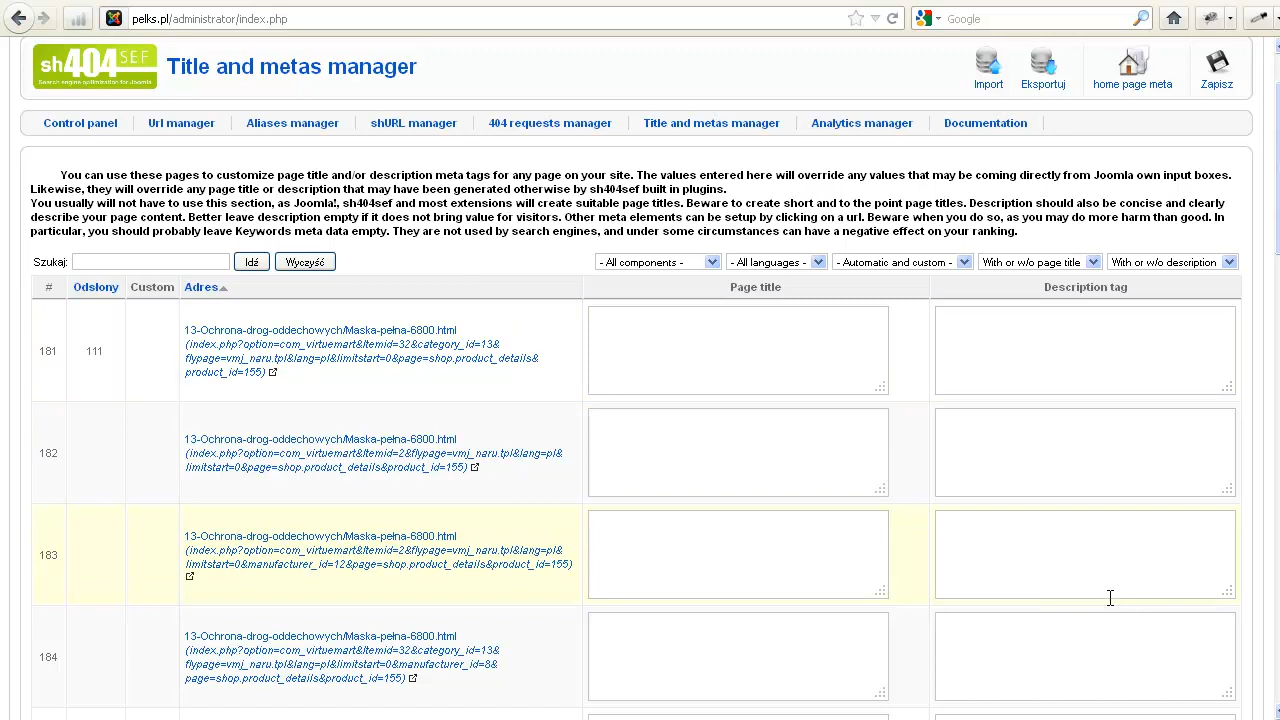 pelks.pl/administrator/index.php
Google
sh404SEF
Search engine optimization for Joomla
Title and metas manager
Import
Eksportuj
home page meta
Zapisz
Control panel
Url manager
Aliases manager
shURL manager
404 requests manager
Title and metas manager
Analytics manager
Documentation
You can use these pages to customize page title and/or description meta tags for any page on your site. The values entered here will override any values that may be coming directly from Joomla own input boxes.
Likewise, they will override any page title or description that may have been generated otherwise by sh404sef built in plugins.
You usually will not have to use this section, as Joomla!, sh404sef and most extensions will create suitable page titles. Beware to create short and to the point page titles. Description should also be concise and clearly
describe your page content. Better leave description empty if it does not bring value for visitors. Other meta elements can be setup by clicking on a url. Beware when you do so, as you may do more harm than good. In
particular, you should probably leave Keywords meta data empty. They are not used by search engines, and under some circumstances can have a negative effect on your ranking.
Szukaj:
Idź
Wyczyść
- All components -
- All languages -
- Automatic and custom -
With or w/o page title
With or w/o description
#
Odsłony
Custom
Adres
Page title
Description tag
181
111
13-Ochrona-drog-oddechowych/Maska-pełna-6800.html
(index.php?option=com_virtuemart&Itemid=32&category_id=13&
flypage=vmj_naru.tpl&lang=pl&limitstart=0&page=shop.product_details&
product_id=155)
182
13-Ochrona-drog-oddechowych/Maska-pełna-6800.html
(index.php?option=com_virtuemart&Itemid=2&flypage=vmj_naru.tpl&lang=pl&
limitstart=0&page=shop.product_details&product_id=155)
183
13-Ochrona-drog-oddechowych/Maska-pełna-6800.html
(index.php?option=com_virtuemart&Itemid=2&flypage=vmj_naru.tpl&lang=pl&
limitstart=0&manufacturer_id=12&page=shop.product_details&product_id=155)
184
13-Ochrona-drog-oddechowych/Maska-pełna-6800.html
(index.php?option=com_virtuemart&Itemid=32&category_id=13&
flypage=vmj_naru.tpl&lang=pl&limitstart=0&manufacturer_id=8&
page=shop.product_details&product_id=155)